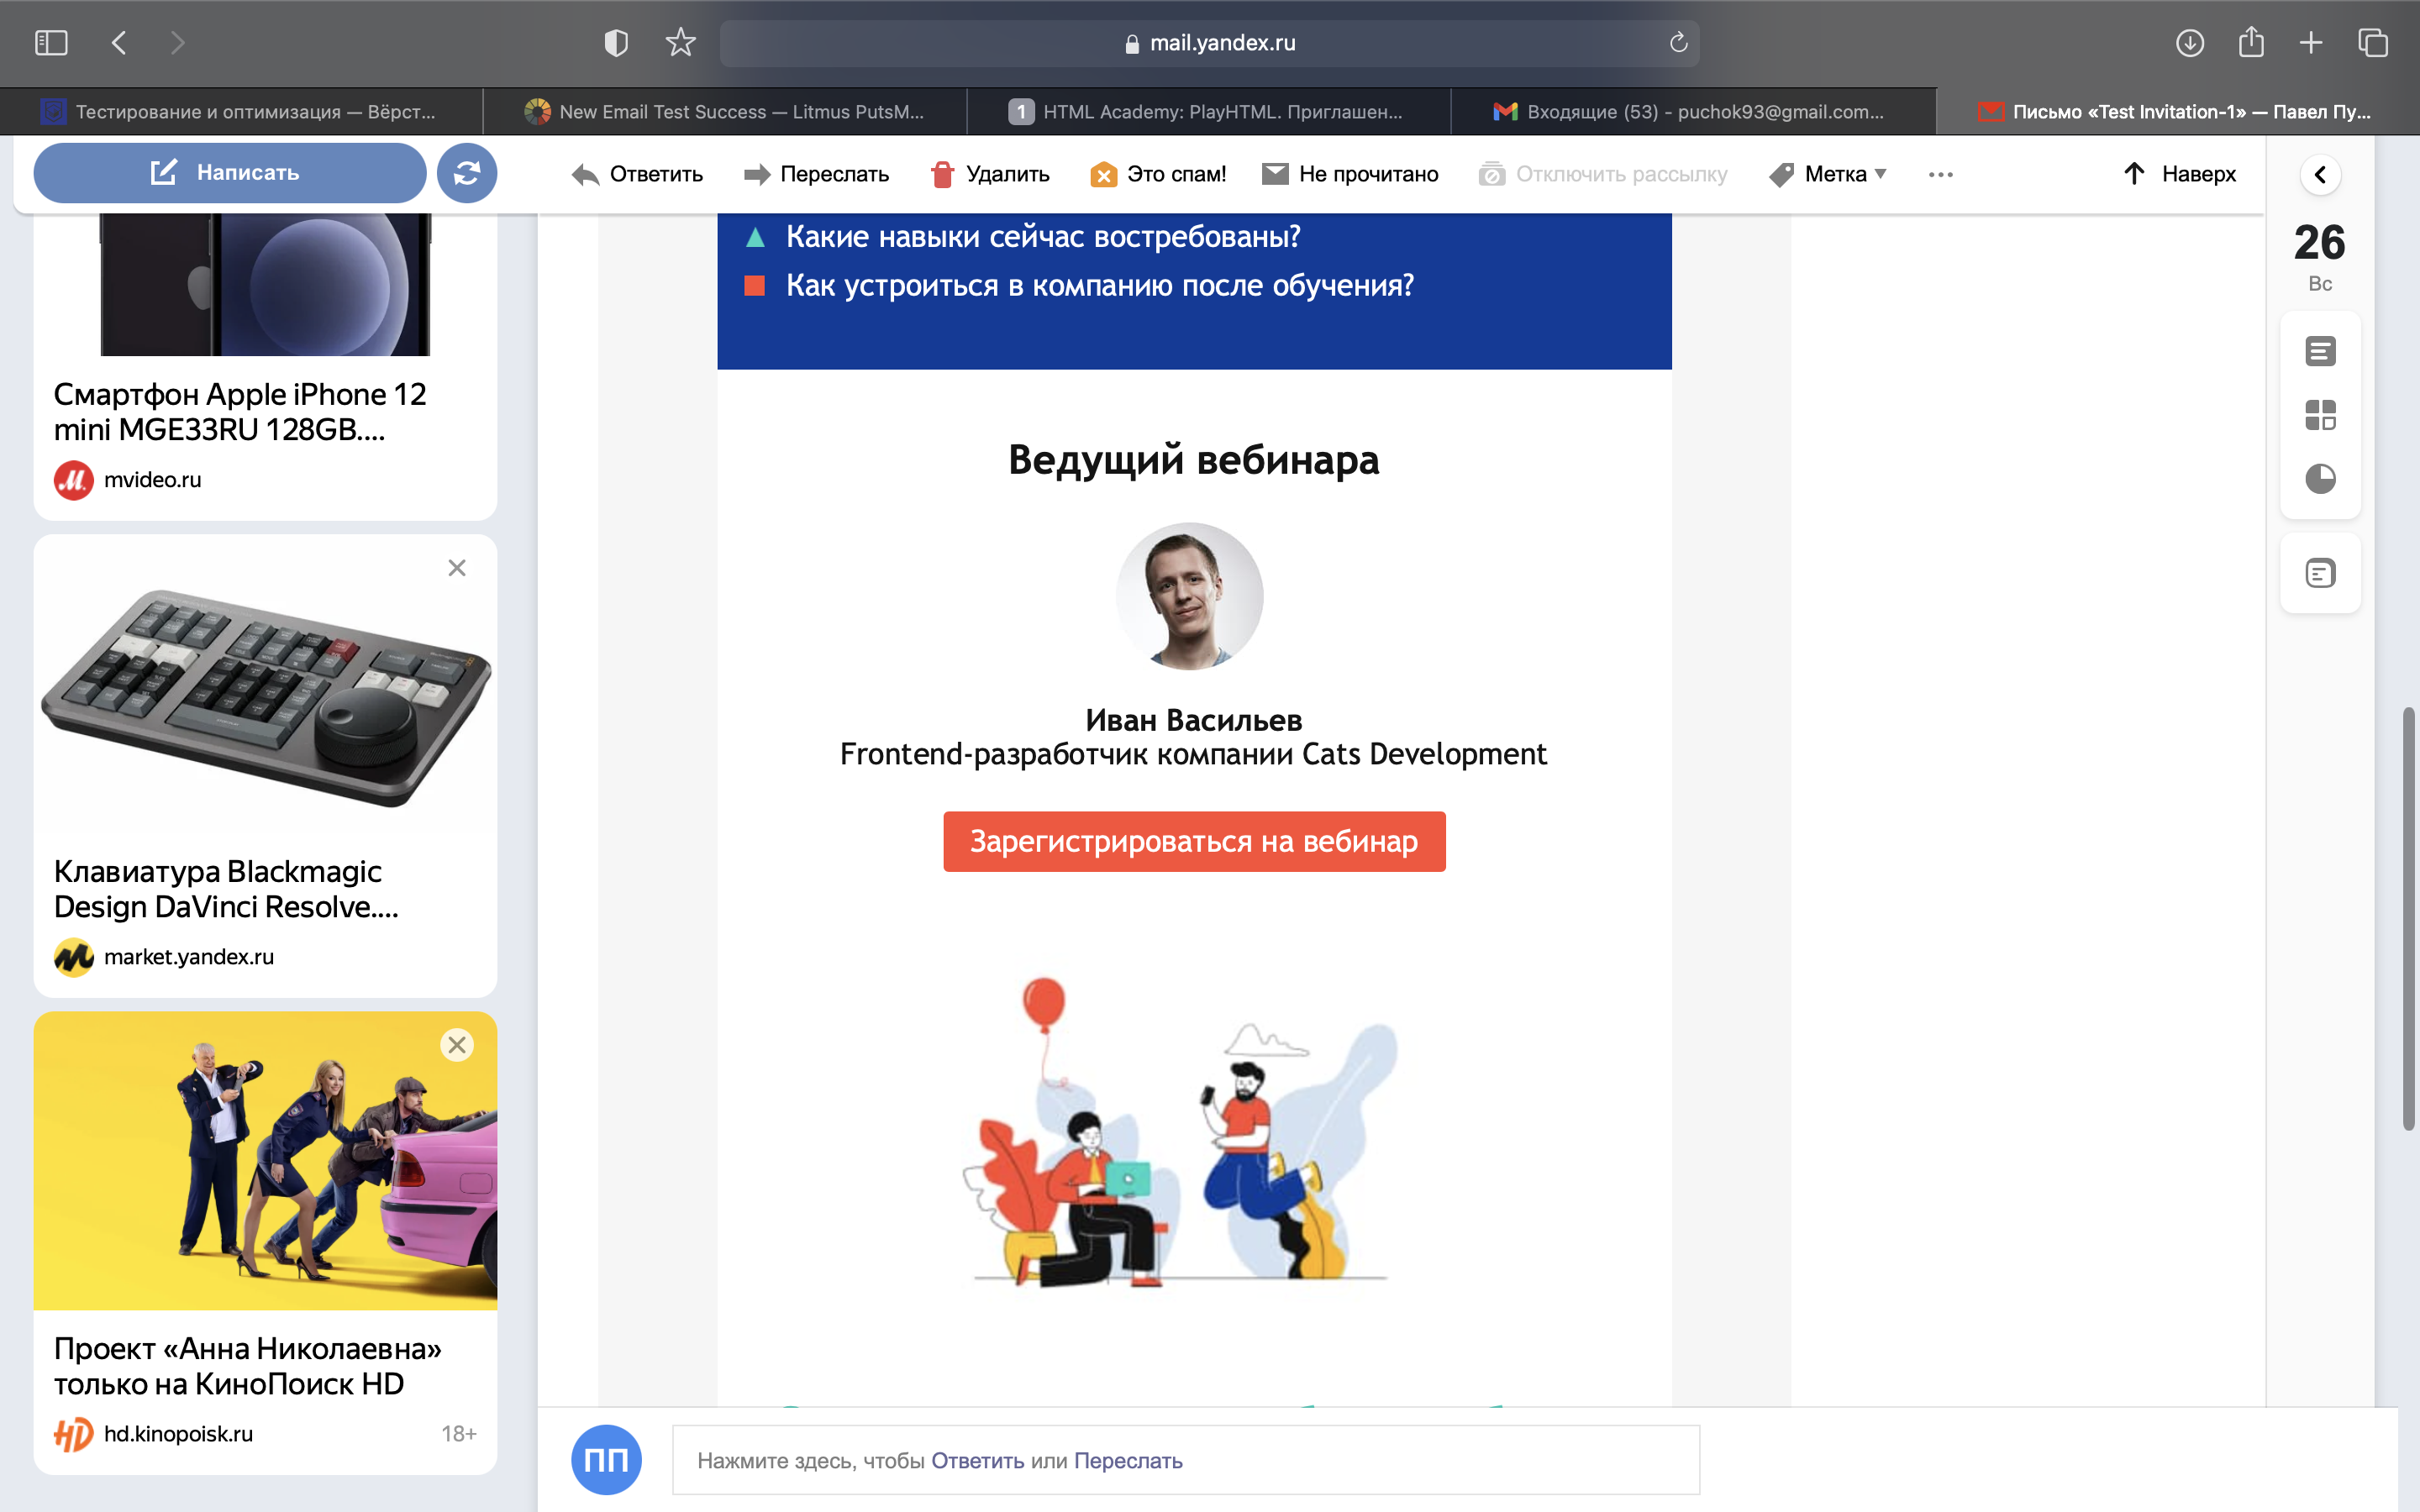 mail.yandex.ru
Тестирование и оптимизация — Вёрст...
New Email Test Success — Litmus PutsM...
1 HTML Academy: PlayHTML. Приглашен...
Входящие (53) - puchok93@gmail.com...
Письмо «Test Invitation-1» — Павел Пу...
Написать
Ответить
Переслать
Удалить
Это спам!
Не прочитано
Отключить рассылку
Метка
Наверх
26
Вс
Смартфон Apple iPhone 12
mini MGE33RU 128GB....
mvideo.ru
Клавиатура Blackmagic
Design DaVinci Resolve....
market.yandex.ru
Проект «Анна Николаевна»
только на КиноПоиск HD
HD hd.kinopoisk.ru 18+
Какие навыки сейчас востребованы?
Как устроиться в компанию после обучения?
Ведущий вебинара
Иван Васильев
Frontend-разработчик компании Cats Development
Зарегистрироваться на вебинар
ПП
Нажмите здесь, чтобы Ответить или Переслать